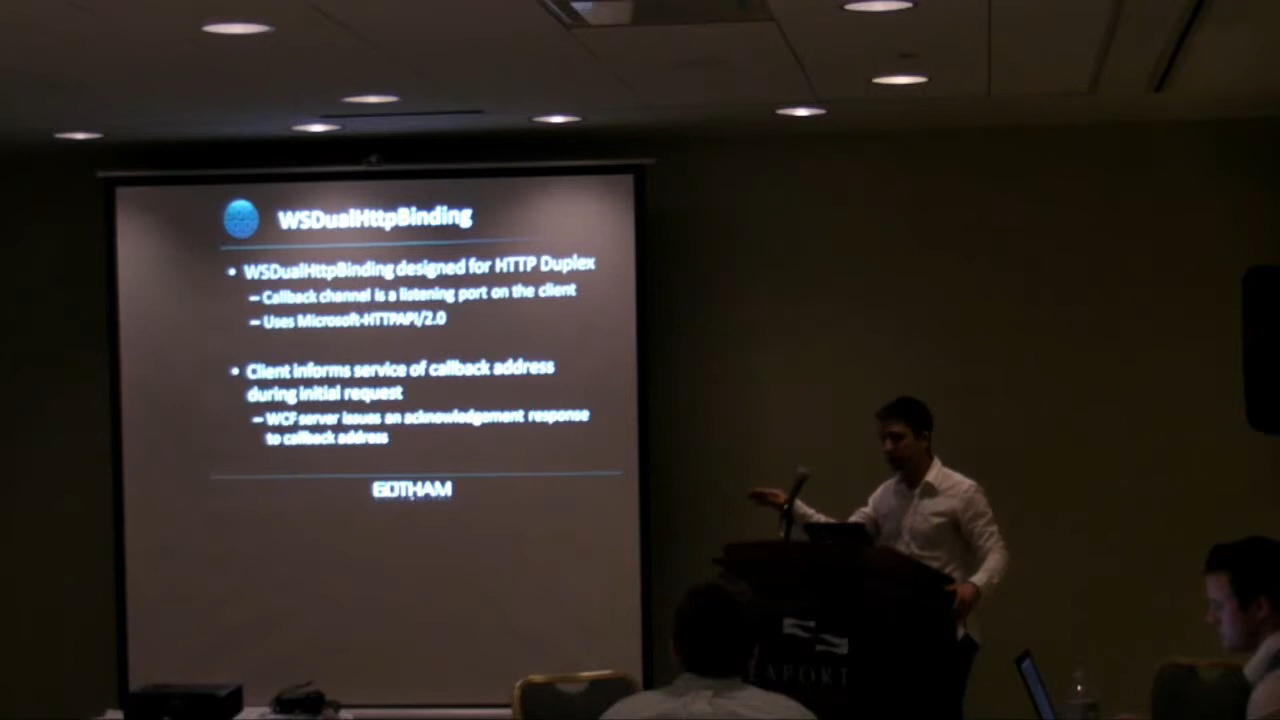 WSDualHttpBinding
• WSDualHttpBinding designed for HTTP Duplex
– Callback channel is a listening port on the client
– Uses Microsoft-HTTPAPI/2.0
• Client informs service of callback address
during initial request
– WCF server issues an acknowledgement response
to callback address
GOTHAM
EAPORT